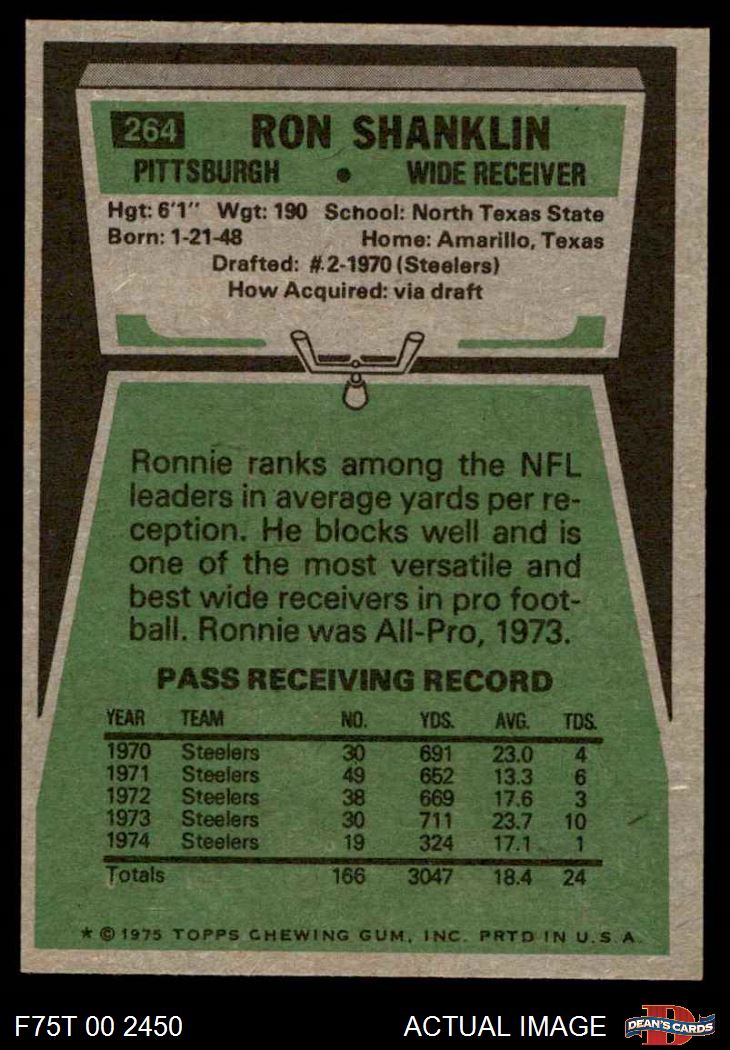 264 RON SHANKLIN
PITTSBURGH • WIDE RECEIVER
Hgt: 6'1" Wgt: 190 School: North Texas State
Born: 1-21-48 Home: Amarillo, Texas
Drafted: #2-1970 (Steelers)
How Acquired: via draft
Ronnie ranks among the NFL
leaders in average yards per re-
ception. He blocks well and is
one of the most versatile and
best wide receivers in pro foot-
ball. Ronnie was All-Pro, 1973.
PASS RECEIVING RECORD
YEAR TEAM NO. YDS. AVG. TDS.
1970 Steelers 30 691 23.0 4
1971 Steelers 49 652 13.3 6
1972 Steelers 38 669 17.6 3
1973 Steelers 30 711 23.7 10
1974 Steelers 19 324 17.1 1
Totals 166 3047 18.4 24
* © 1975 TOPPS CHEWING GUM, INC. PRTD IN U.S.A.
F75T 00 2450 ACTUAL IMAGE D DEAN'S CARDS